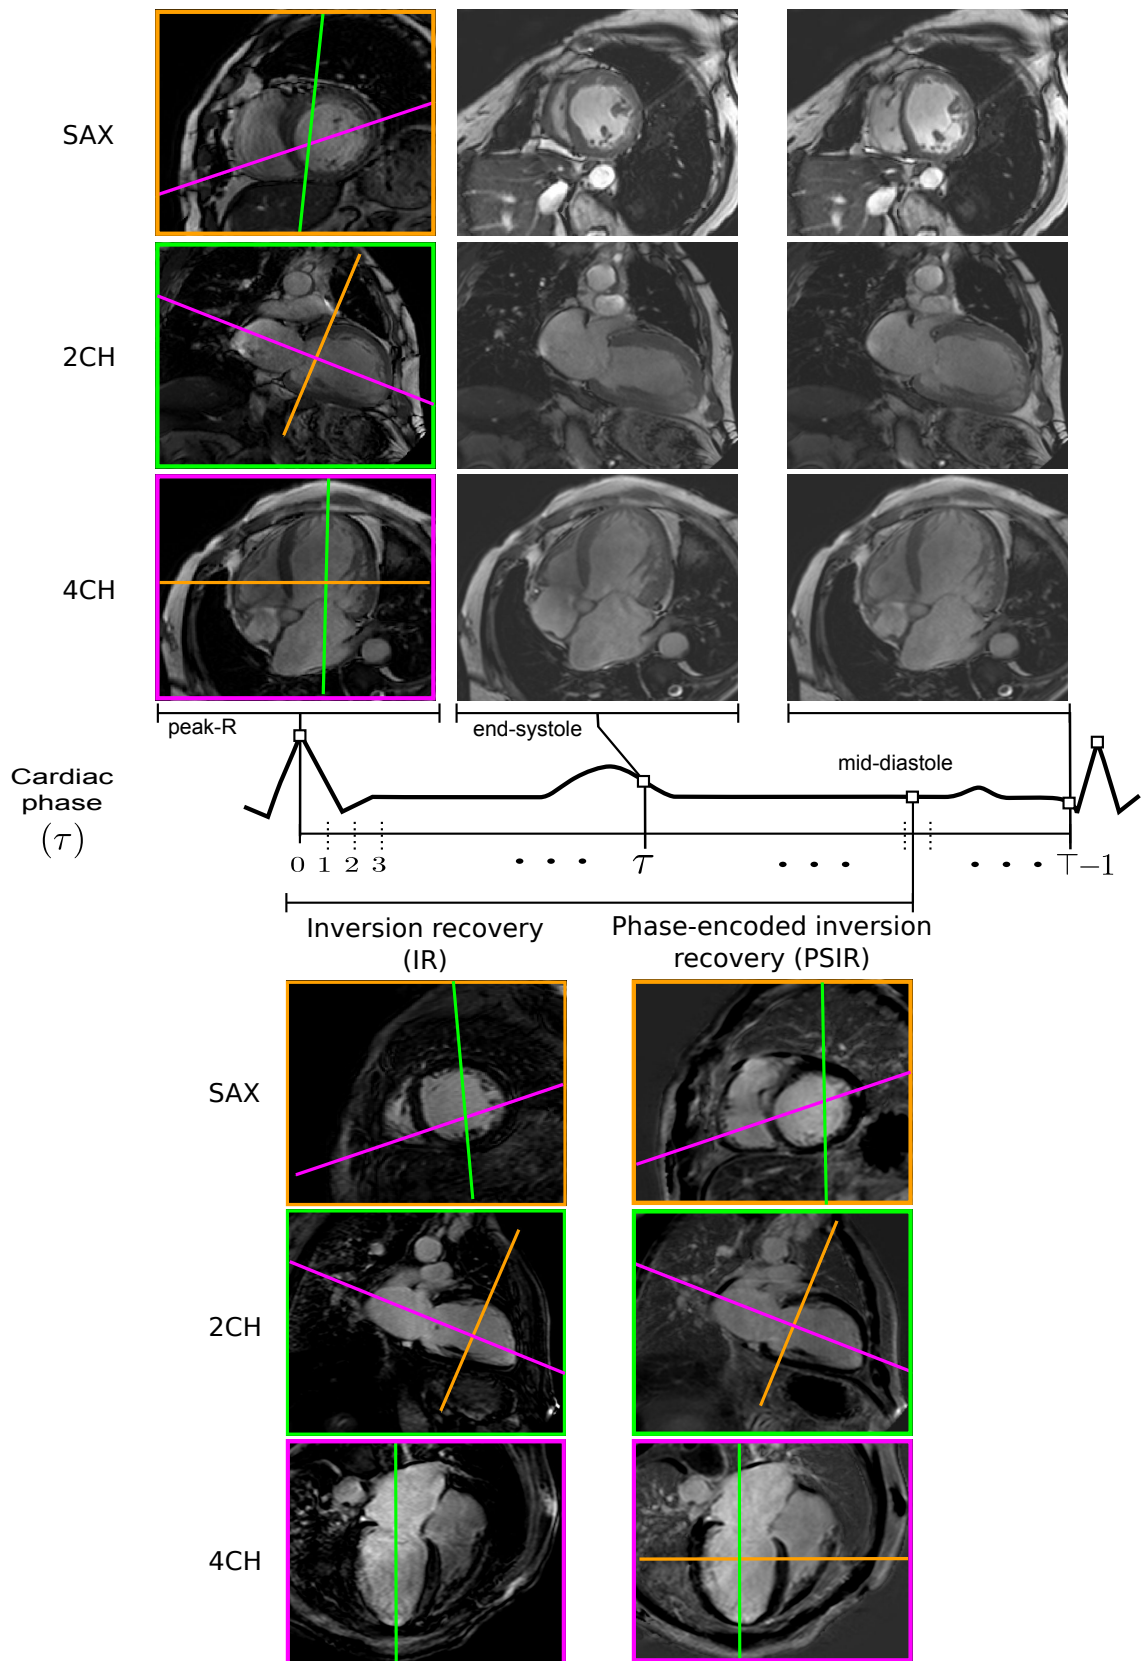 SAX
2CH
4CH
peak-R
end-systole
mid-diastole
Cardiac
phase
(τ)
0 1 2 3 • • • τ • • • • • • T−1
Inversion recovery
(IR)
Phase-encoded inversion
recovery (PSIR)
SAX
2CH
4CH